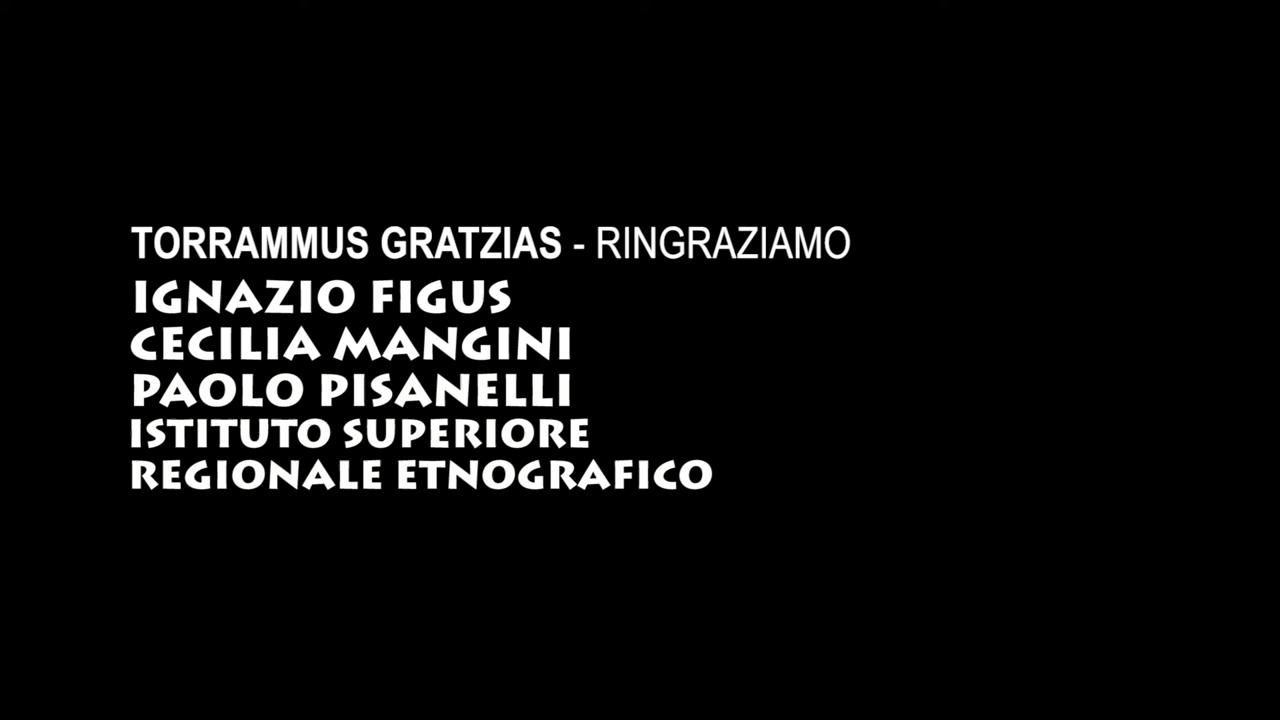 TORRAMMUS GRATZIAS - RINGRAZIAMO
IGNAZIO FIGUS
CECILIA MANGINI
PAOLO PISANELLI
ISTITUTO SUPERIORE
REGIONALE ETNOGRAFICO